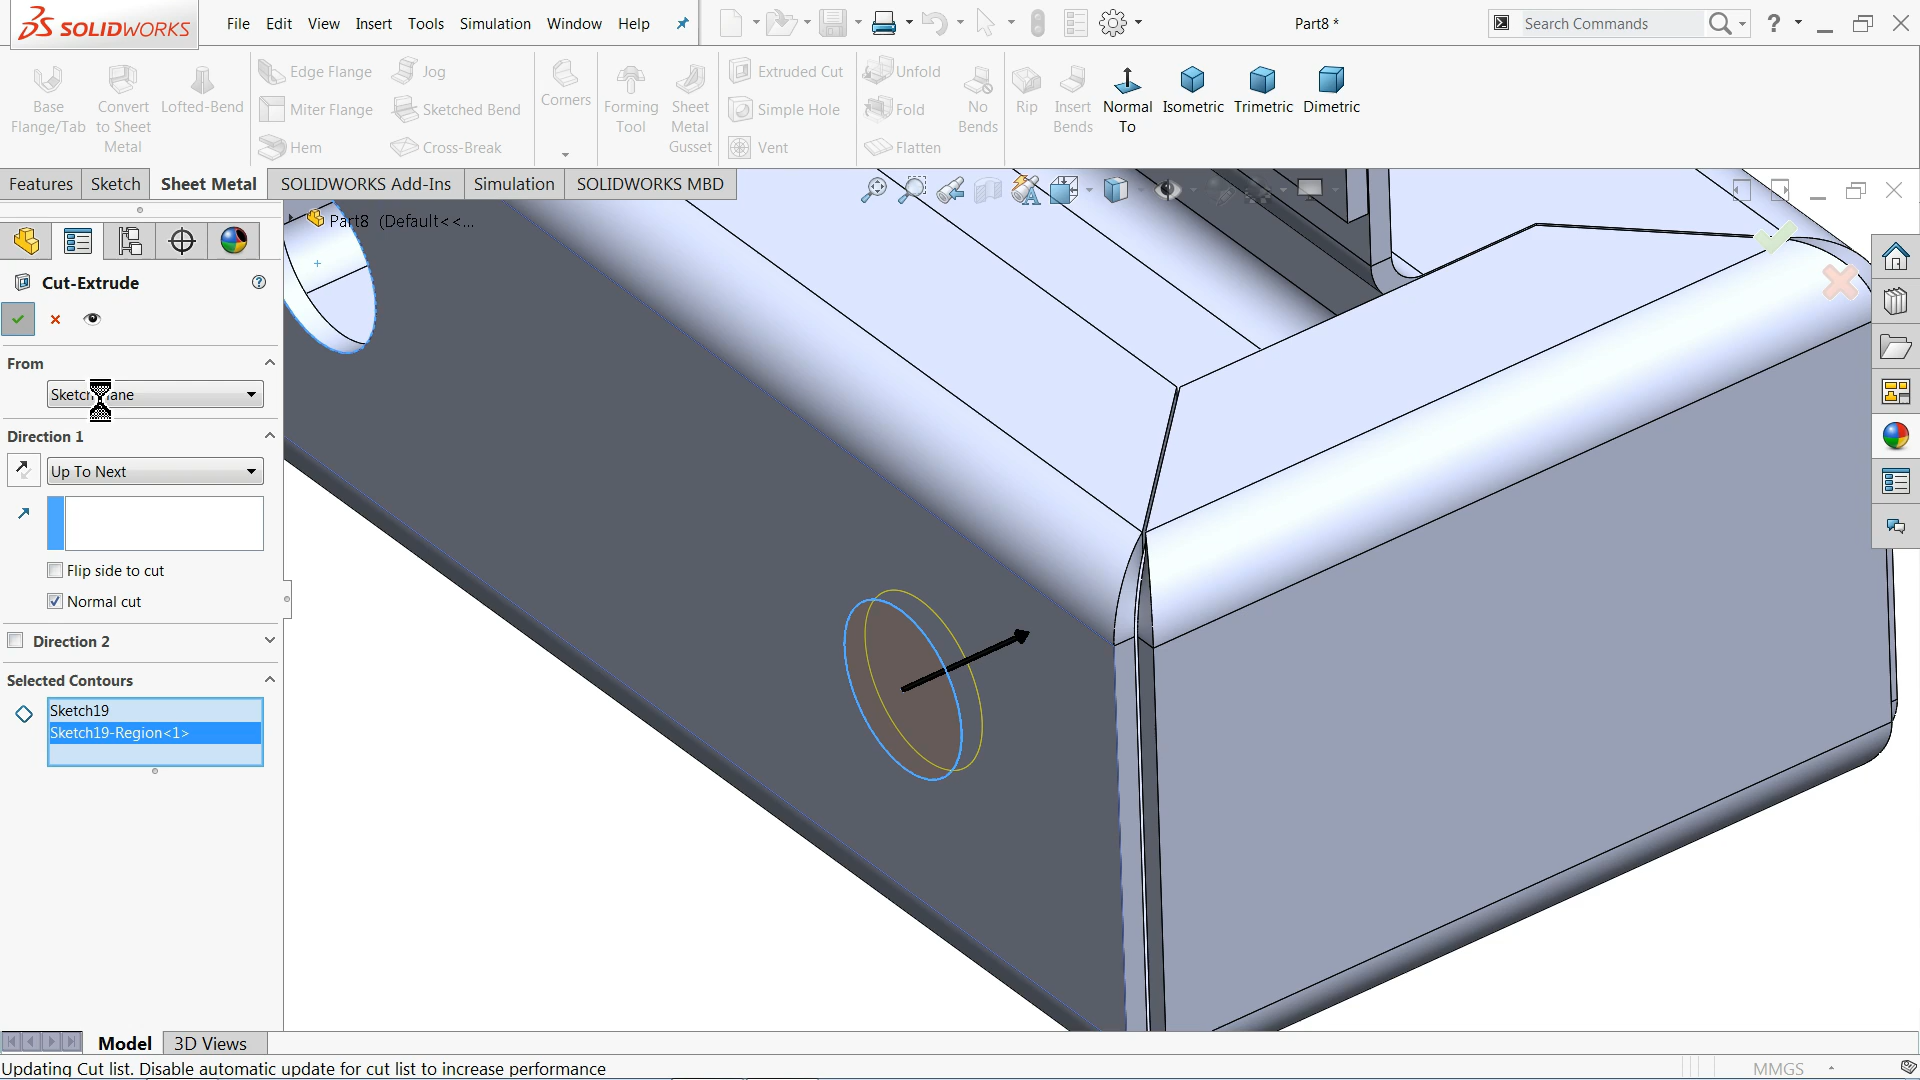 SOLIDWORKS
File Edit View Insert Tools Simulation Window Help
Part8 *
Search Commands
?
Base Flange/Tab
Convert to Sheet Metal
Lofted-Bend
Edge Flange
Miter Flange
Hem
Jog
Sketched Bend
Cross-Break
Corners
Forming Tool
Sheet Metal Gusset
Extruded Cut
Simple Hole
Vent
Unfold
Fold
Flatten
No Bends
Rip
Insert Bends
Normal To
Isometric
Trimetric
Dimetric
Features Sketch Sheet Metal SOLIDWORKS Add-Ins Simulation SOLIDWORKS MBD
Part8 (Default<<...
Cut-Extrude
From
Direction 1
Up To Next
Flip side to cut
Normal cut
Direction 2
Selected Contours
Sketch19
Sketch19-Region<1>
Model 3D Views
Updating Cut list. Disable automatic update for cut list to increase performance
MMGS